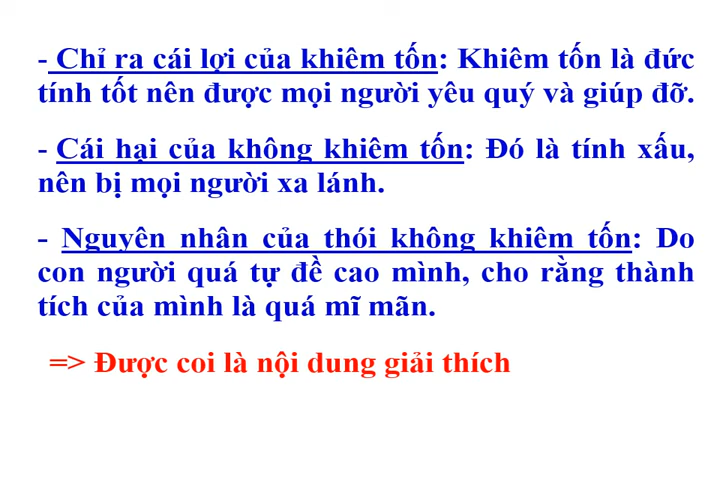 - Chỉ ra cái lợi của khiêm tốn: Khiêm tốn là đức
tính tốt nên được mọi người yêu quý và giúp đỡ.
- Cái hại của không khiêm tốn: Đó là tính xấu,
nên bị mọi người xa lánh.
- Nguyên nhân của thói không khiêm tốn: Do
con người quá tự đề cao mình, cho rằng thành
tích của mình là quá mĩ mãn.
=> Được coi là nội dung giải thích